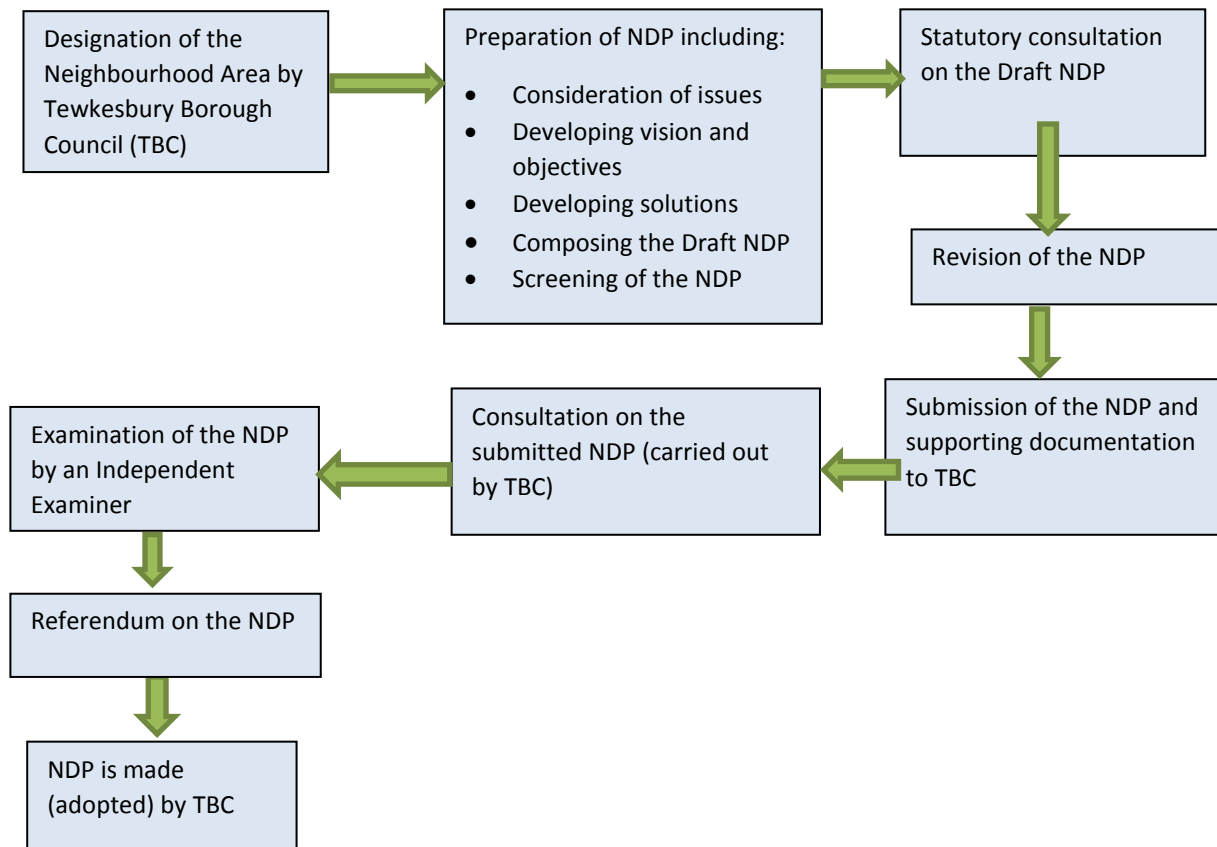 Designation of the
Neighbourhood Area by
Tewkesbury Borough
Council (TBC)
Preparation of NDP including:
• Consideration of issues
• Developing vision and
objectives
• Developing solutions
• Composing the Draft NDP
• Screening of the NDP
Statutory consultation
on the Draft NDP
Revision of the NDP
Submission of the NDP and
supporting documentation
to TBC
Consultation on the
submitted NDP (carried out
by TBC)
Examination of the NDP
by an Independent
Examiner
Referendum on the NDP
NDP is made
(adopted) by TBC